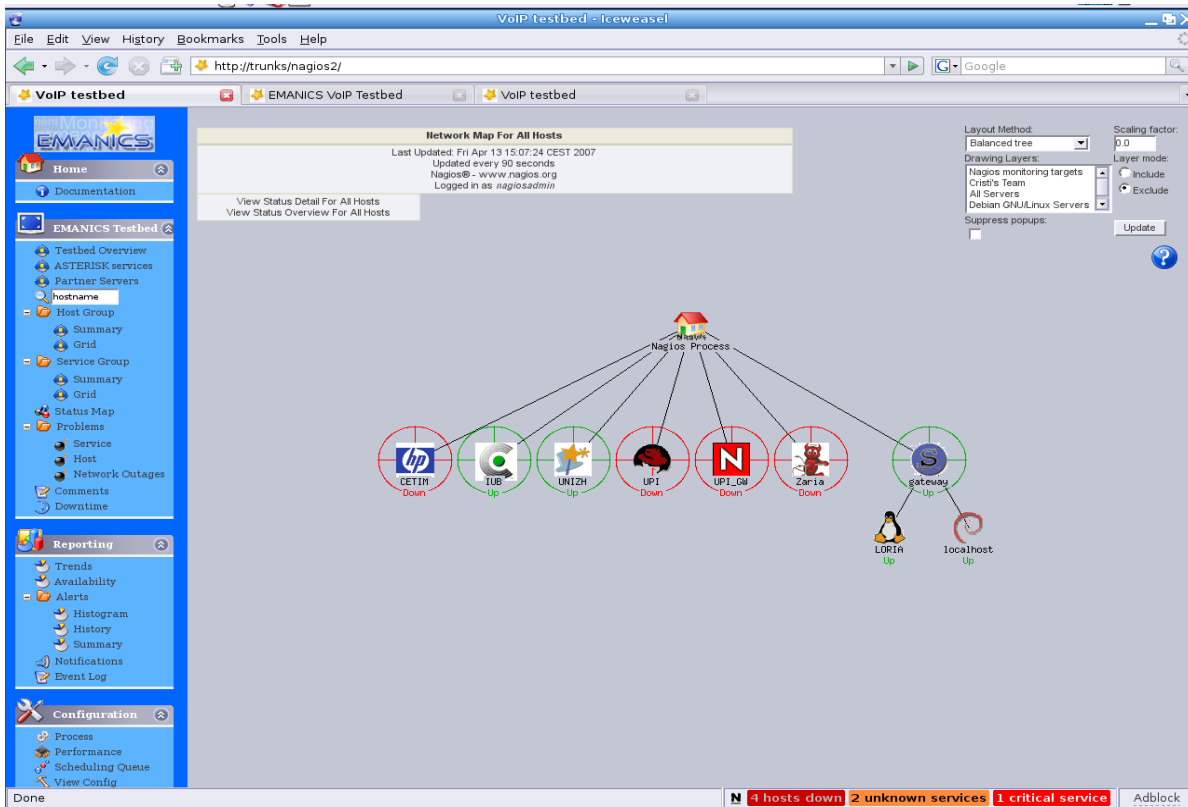 VoIP testbed - Iceweasel
File Edit View History Bookmarks Tools Help
http://trunks/nagios2/
G Google
VoIP testbed
EMANICS VoIP Testbed
VoIP testbed
EMANICS
Home
Documentation
EMANICS Testbed
Testbed Overview
ASTERISK services
Partner Servers
hostname
Host Group
Summary
Grid
Service Group
Summary
Grid
Status Map
Problems
Service
Host
Network Outages
Comments
Downtime
Reporting
Trends
Availability
Alerts
Histogram
History
Summary
Notifications
Event Log
Configuration
Process
Performance
Scheduling Queue
View Config
Network Map For All Hosts
Last Updated: Fri Apr 13 15:07:24 CEST 2007
Updated every 90 seconds
Nagios® - www.nagios.org
Logged in as nagiosadmin
View Status Detail For All Hosts
View Status Overview For All Hosts
Layout Method:
Balanced tree
Scaling factor:
0.0
Drawing Layers:
Nagios monitoring targets
Cristi's Team
All Servers
Debian GNU/Linux Servers
Layer mode:
Include
Exclude
Suppress popups:
Update
?
Nagios
Nagios Process
hp
CETIM
Down
IUB
Up
UNIZH
Up
UPI
Down
N
UPI_GW
Down
Zaria
Down
S
gateway
Up
LORIA
Up
localhost
Up
Done
N 4 hosts down 2 unknown services 1 critical service Adblock